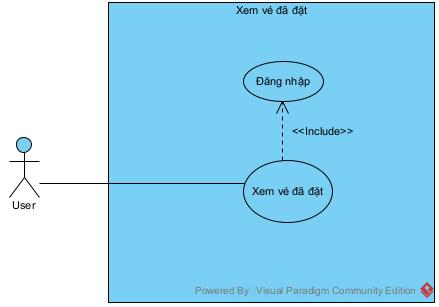 Xem vé đã đặt
Đăng nhập
<<Include>>
Xem vé đã đặt
User
Powered By: Visual Paradigm Community Edition